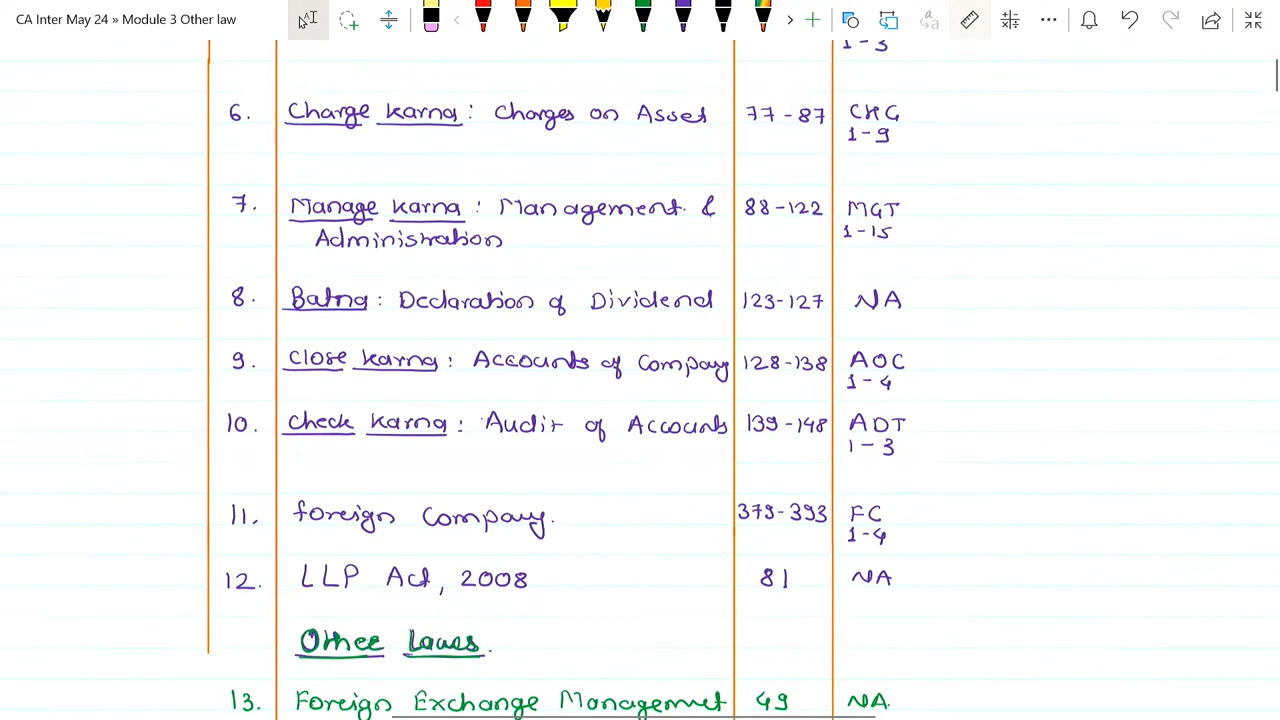 CA Inter May 24 » Module 3 Other law
1-3
6. Charge Karna: Charges on Asset 77-87 CHG
1-9
7. Manage Karna: Management & 88-122 MGT
Administration 1-15
8. Batna: Declaration of Dividend 123-127 NA
9. Close Karna: Accounts of Company 128-138 AOC
1-4
10. Check Karna: Audit of Accounts 139-148 ADT
1-3
11. Foreign Company. 379-393 FC
1-4
12. LLP Act, 2008 81 NA
Other Laws.
13. Foreign Exchange Managemet 49 NA.